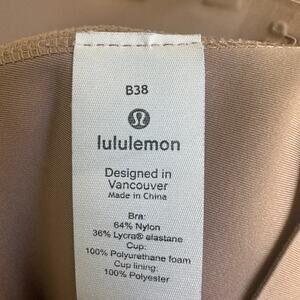 B38
lululemon
Designed in
Vancouver
Made in China
Bra:
64% Nylon
36% Lycra® elastane
Cup:
100% Polyurethane foam
Cup lining:
100% Polyester